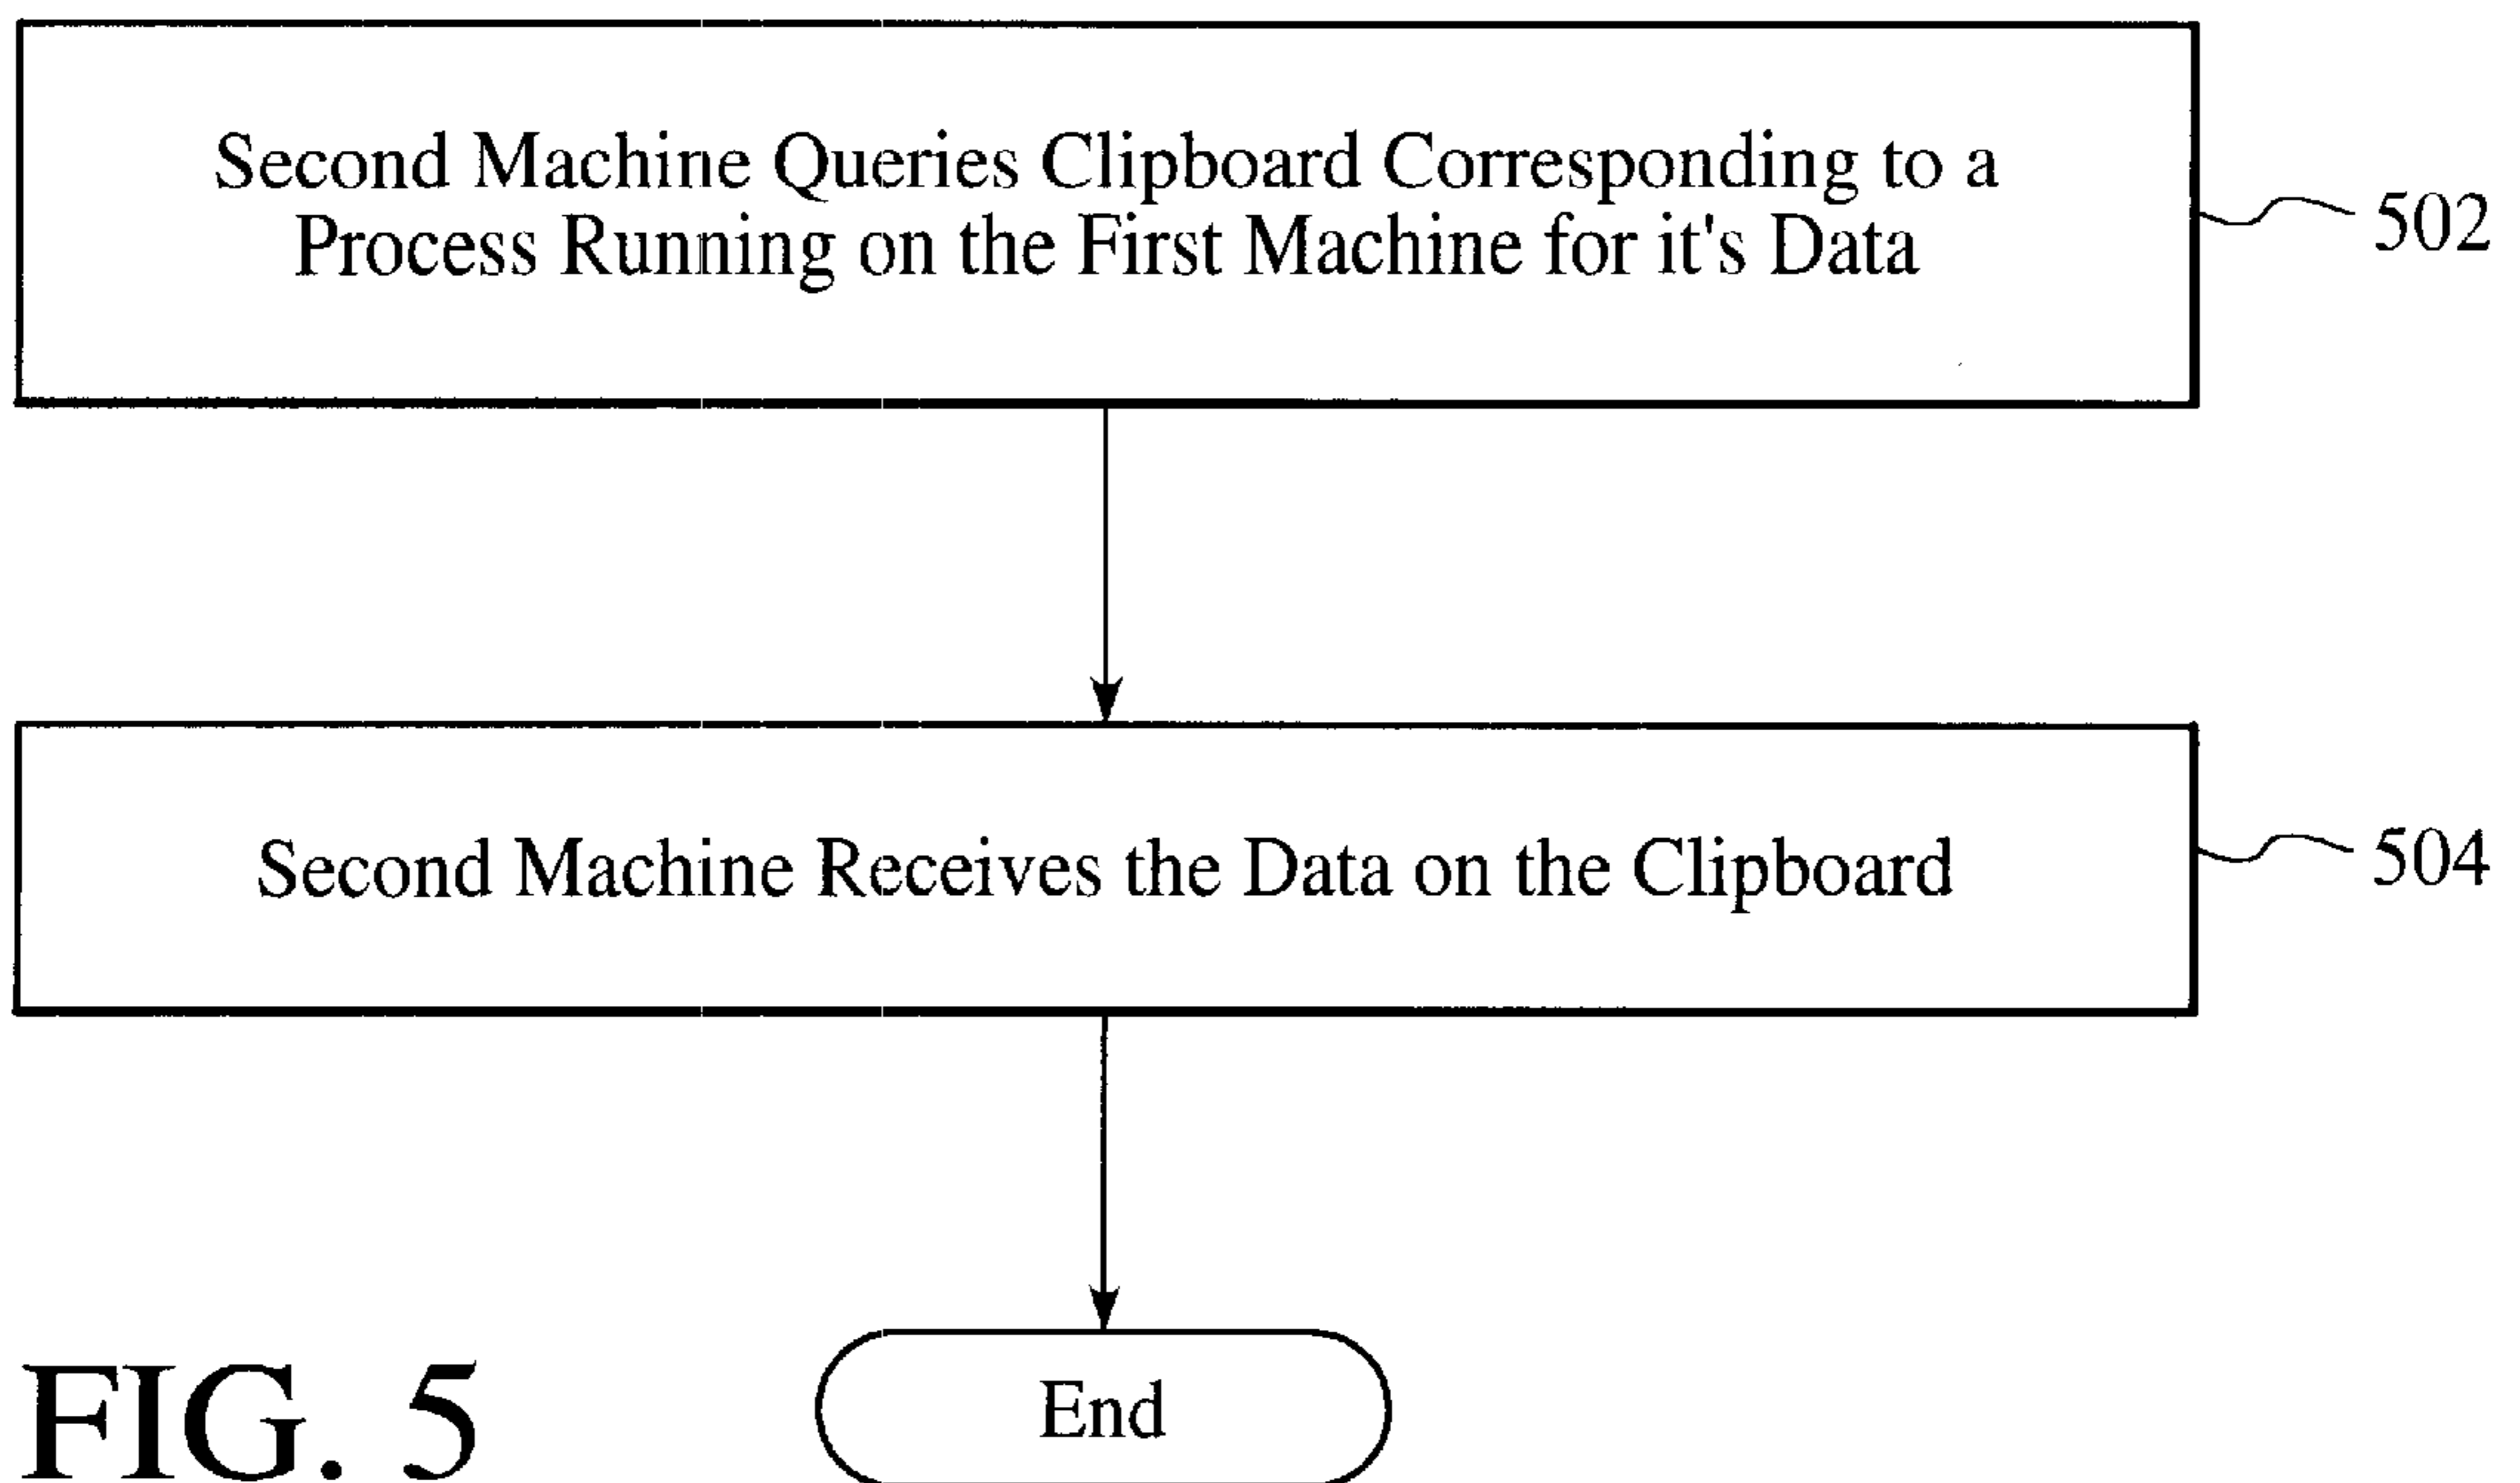 Second Machine Queries Clipboard Corresponding to a
Process Running on the First Machine for it's Data
502
Second Machine Receives the Data on the Clipboard
504
End
FIG. 5